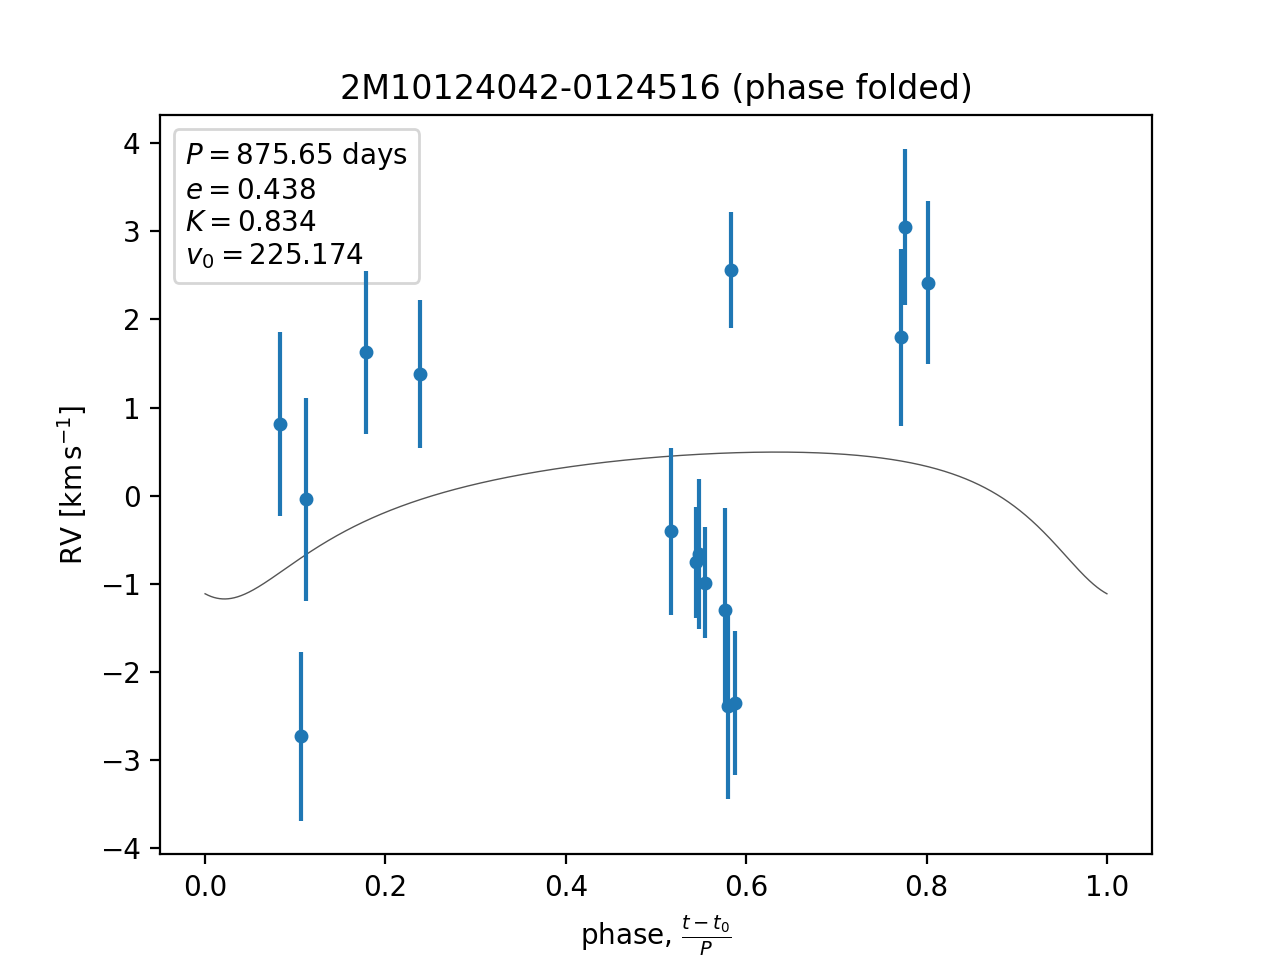 2M10124042-0124516 (phase folded)
P = 875.65 days
e = 0.438
K = 0.834
v₀ = 225.174
RV [km s⁻¹]
4
3
2
1
0
−1
−2
−3
−4
0.0 0.2 0.4 0.6 0.8 1.0
phase, (t − t₀)/P